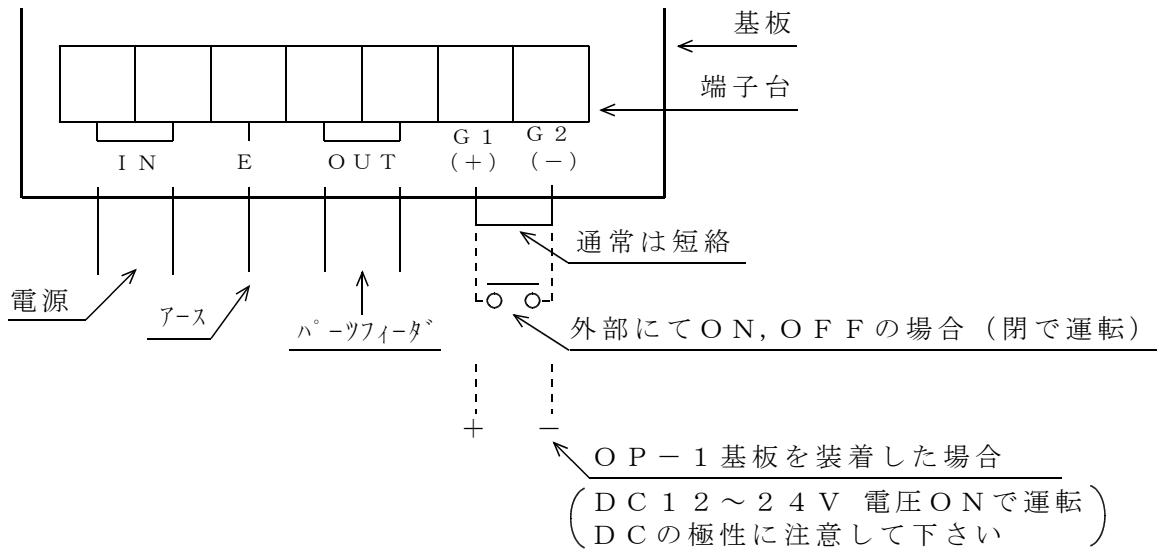 基板
端子台
G1 G2
IN E OUT (+) (−)
通常は短絡
電源
アース
パーツフィーダ
外部にてON,OFFの場合（閉で運転）
+ −
OP−1基板を装着した場合
DC12～24V 電圧ONで運転
DCの極性に注意して下さい